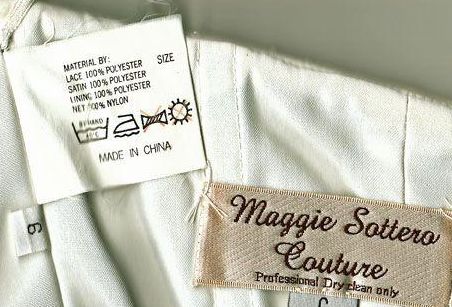 MATERIAL BY: SIZE
LACE 100% POLYESTER
SATIN 100% POLYESTER
LINING 100% POLYESTER
NET 100% NYLON
BY HAND
40°C
MADE IN CHINA
Maggie Sottero
Couture
Professional Dry clean only